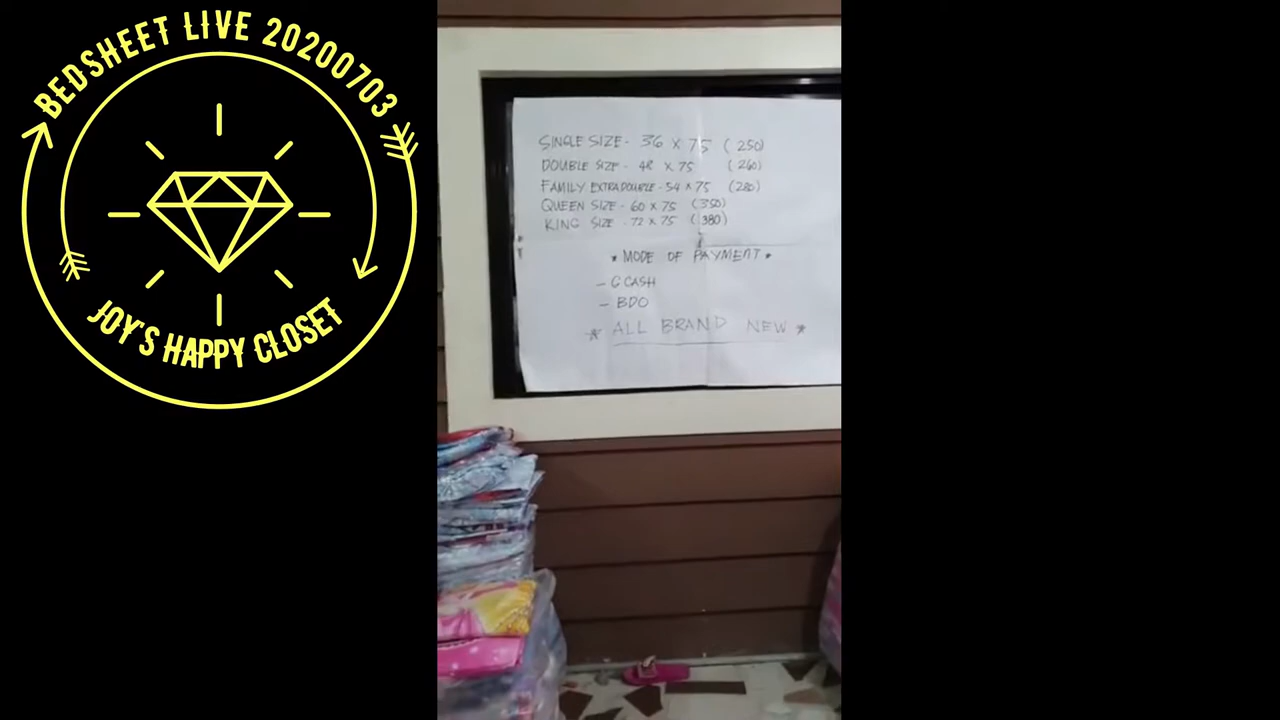 BEDSHEET LIVE 20200703
JOY'S HAPPY CLOSET
SINGLE SIZE - 36 X 75 (250)
DOUBLE SIZE - 48 X 75 (260)
FAMILY EXTRA DOUBLE - 54 X 75 (280)
QUEEN SIZE - 60 X 75 (350)
KING SIZE - 72 X 75 (380)
* MODE OF PAYMENT *
- GCASH
- BDO
* ALL BRAND NEW *